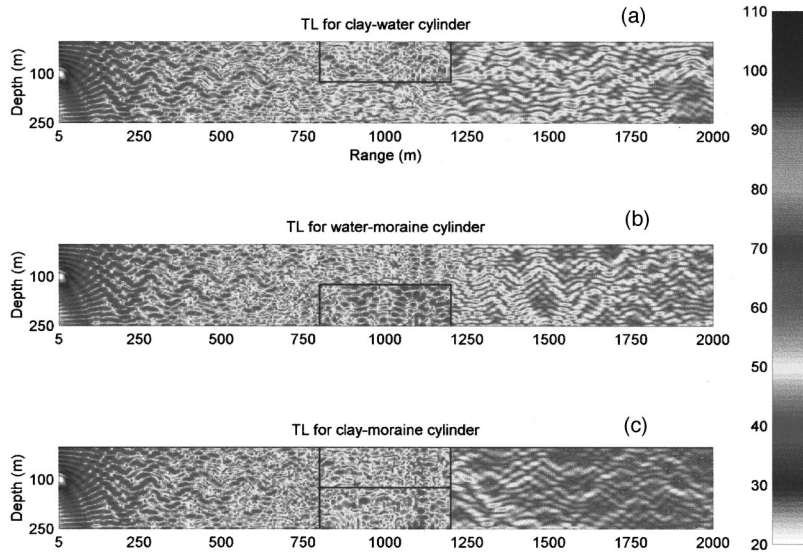 TL for clay-water cylinder
(a)
Depth (m)
100
250
5 250 500 750 1000 1250 1500 1750 2000
Range (m)
TL for water-moraine cylinder
(b)
Depth (m)
100
250
5 250 500 750 1000 1250 1500 1750 2000
TL for clay-moraine cylinder
(c)
Depth (m)
100
250
5 250 500 750 1000 1250 1500 1750 2000
110
100
90
80
70
60
50
40
30
20